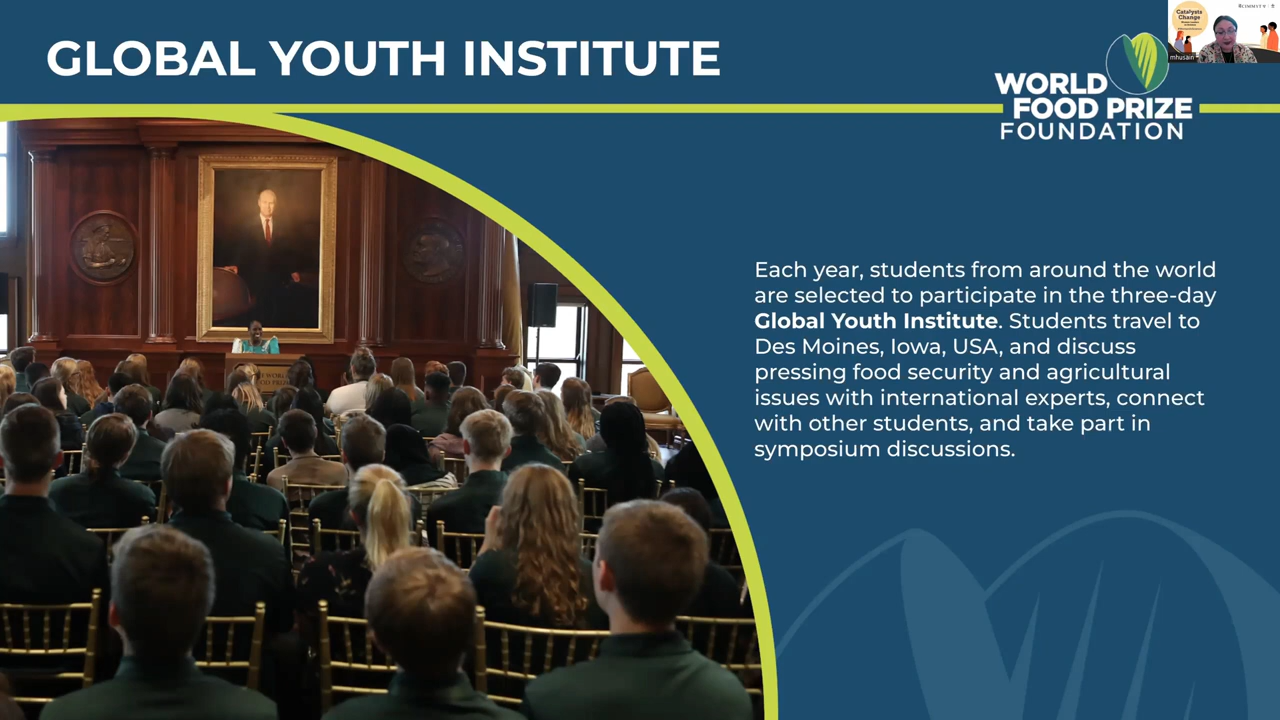 GLOBAL YOUTH INSTITUTE
Catalysts
Change
mhusain
WORLD
FOOD PRIZE
FOUNDATION
Each year, students from around the world
are selected to participate in the three-day
Global Youth Institute. Students travel to
Des Moines, Iowa, USA, and discuss
pressing food security and agricultural
issues with international experts, connect
with other students, and take part in
symposium discussions.